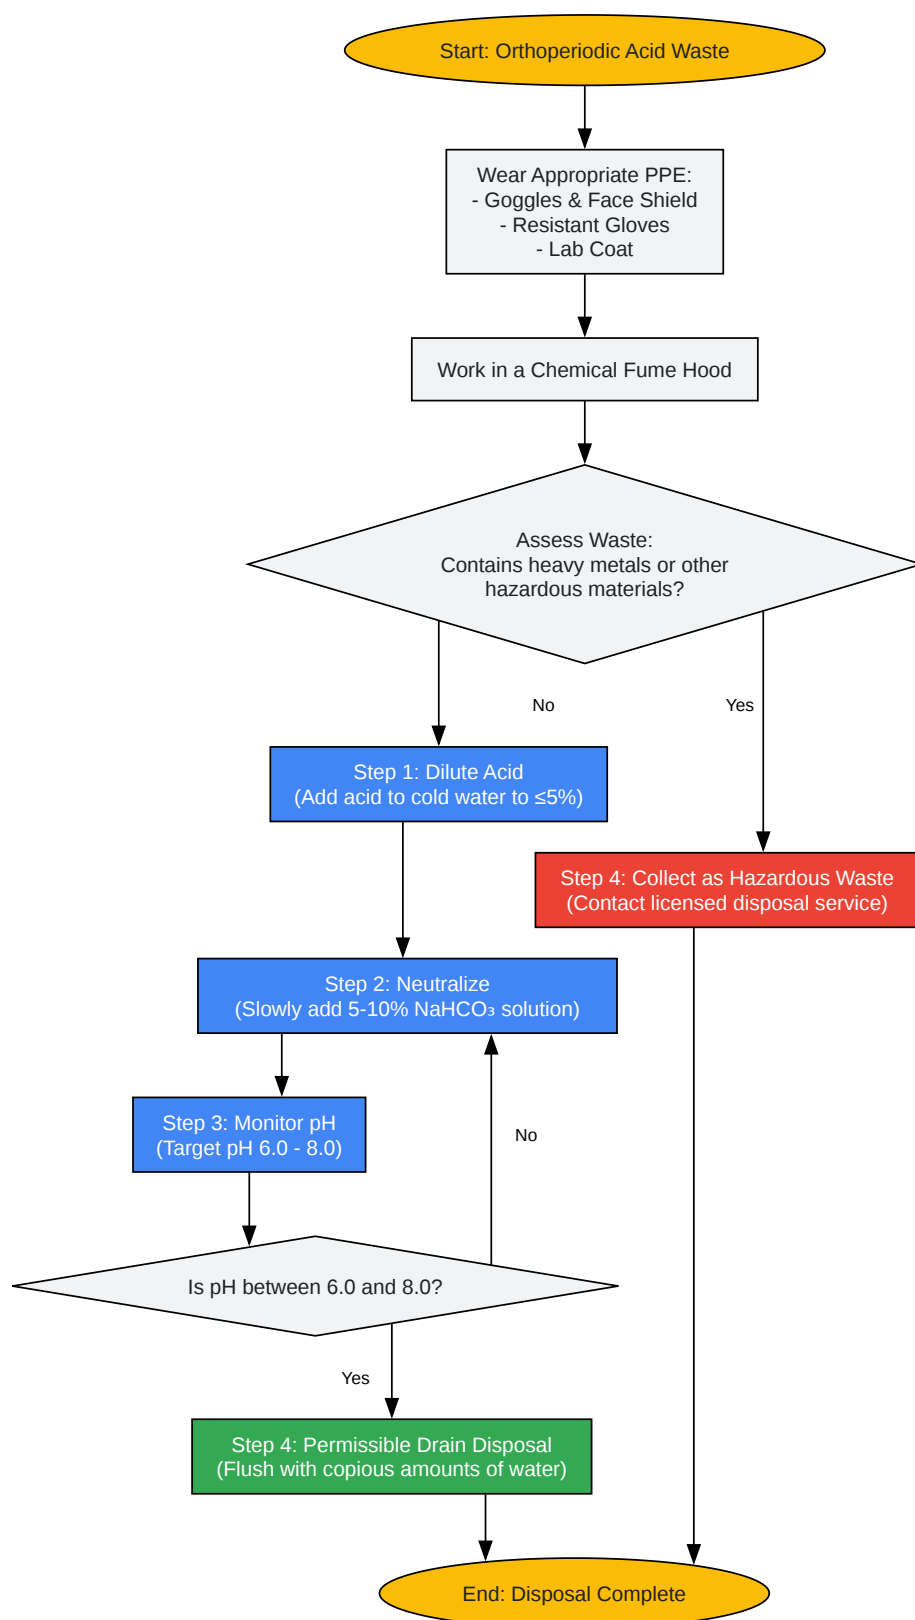 Start: Orthoperiodic Acid Waste
Wear Appropriate PPE:
- Goggles & Face Shield
- Resistant Gloves
- Lab Coat
Work in a Chemical Fume Hood
Assess Waste:
Contains heavy metals or other
hazardous materials?
No
Yes
Step 1: Dilute Acid
(Add acid to cold water to ≤5%)
Step 4: Collect as Hazardous Waste
(Contact licensed disposal service)
Step 2: Neutralize
(Slowly add 5-10% NaHCO₃ solution)
Step 3: Monitor pH
(Target pH 6.0 - 8.0)
No
Is pH between 6.0 and 8.0?
Yes
Step 4: Permissible Drain Disposal
(Flush with copious amounts of water)
End: Disposal Complete